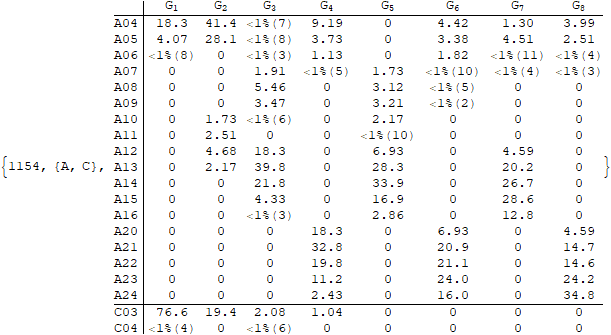 G₁ G₂ G₃ G₄ G₅ G₆ G₇ G₈
A04 18.3 41.4 <1%(7) 9.19 0 4.42 1.30 3.99
A05 4.07 28.1 <1%(8) 3.73 0 3.38 4.51 2.51
A06 <1%(8) 0 <1%(3) 1.13 0 1.82 <1%(11) <1%(4)
A07 0 0 1.91 <1%(5) 1.73 <1%(10) <1%(4) <1%(3)
A08 0 0 5.46 0 3.12 <1%(5) 0 0
A09 0 0 3.47 0 3.21 <1%(2) 0 0
A10 0 1.73 <1%(6) 0 2.17 0 0 0
A11 0 2.51 0 0 <1%(10) 0 0 0
A12 0 4.68 18.3 0 6.93 0 4.59 0
{1154, {A, C}, A13 0 2.17 39.8 0 28.3 0 20.2 0 }
A14 0 0 21.8 0 33.9 0 26.7 0
A15 0 0 4.33 0 16.9 0 28.6 0
A16 0 0 <1%(3) 0 2.86 0 12.8 0
A20 0 0 0 18.3 0 6.93 0 4.59
A21 0 0 0 32.8 0 20.9 0 14.7
A22 0 0 0 19.8 0 21.1 0 14.6
A23 0 0 0 11.2 0 24.0 0 24.2
A24 0 0 0 2.43 0 16.0 0 34.8
C03 76.6 19.4 2.08 1.04 0 0 0 0
C04 <1%(4) 0 <1%(6) 0 0 0 0 0